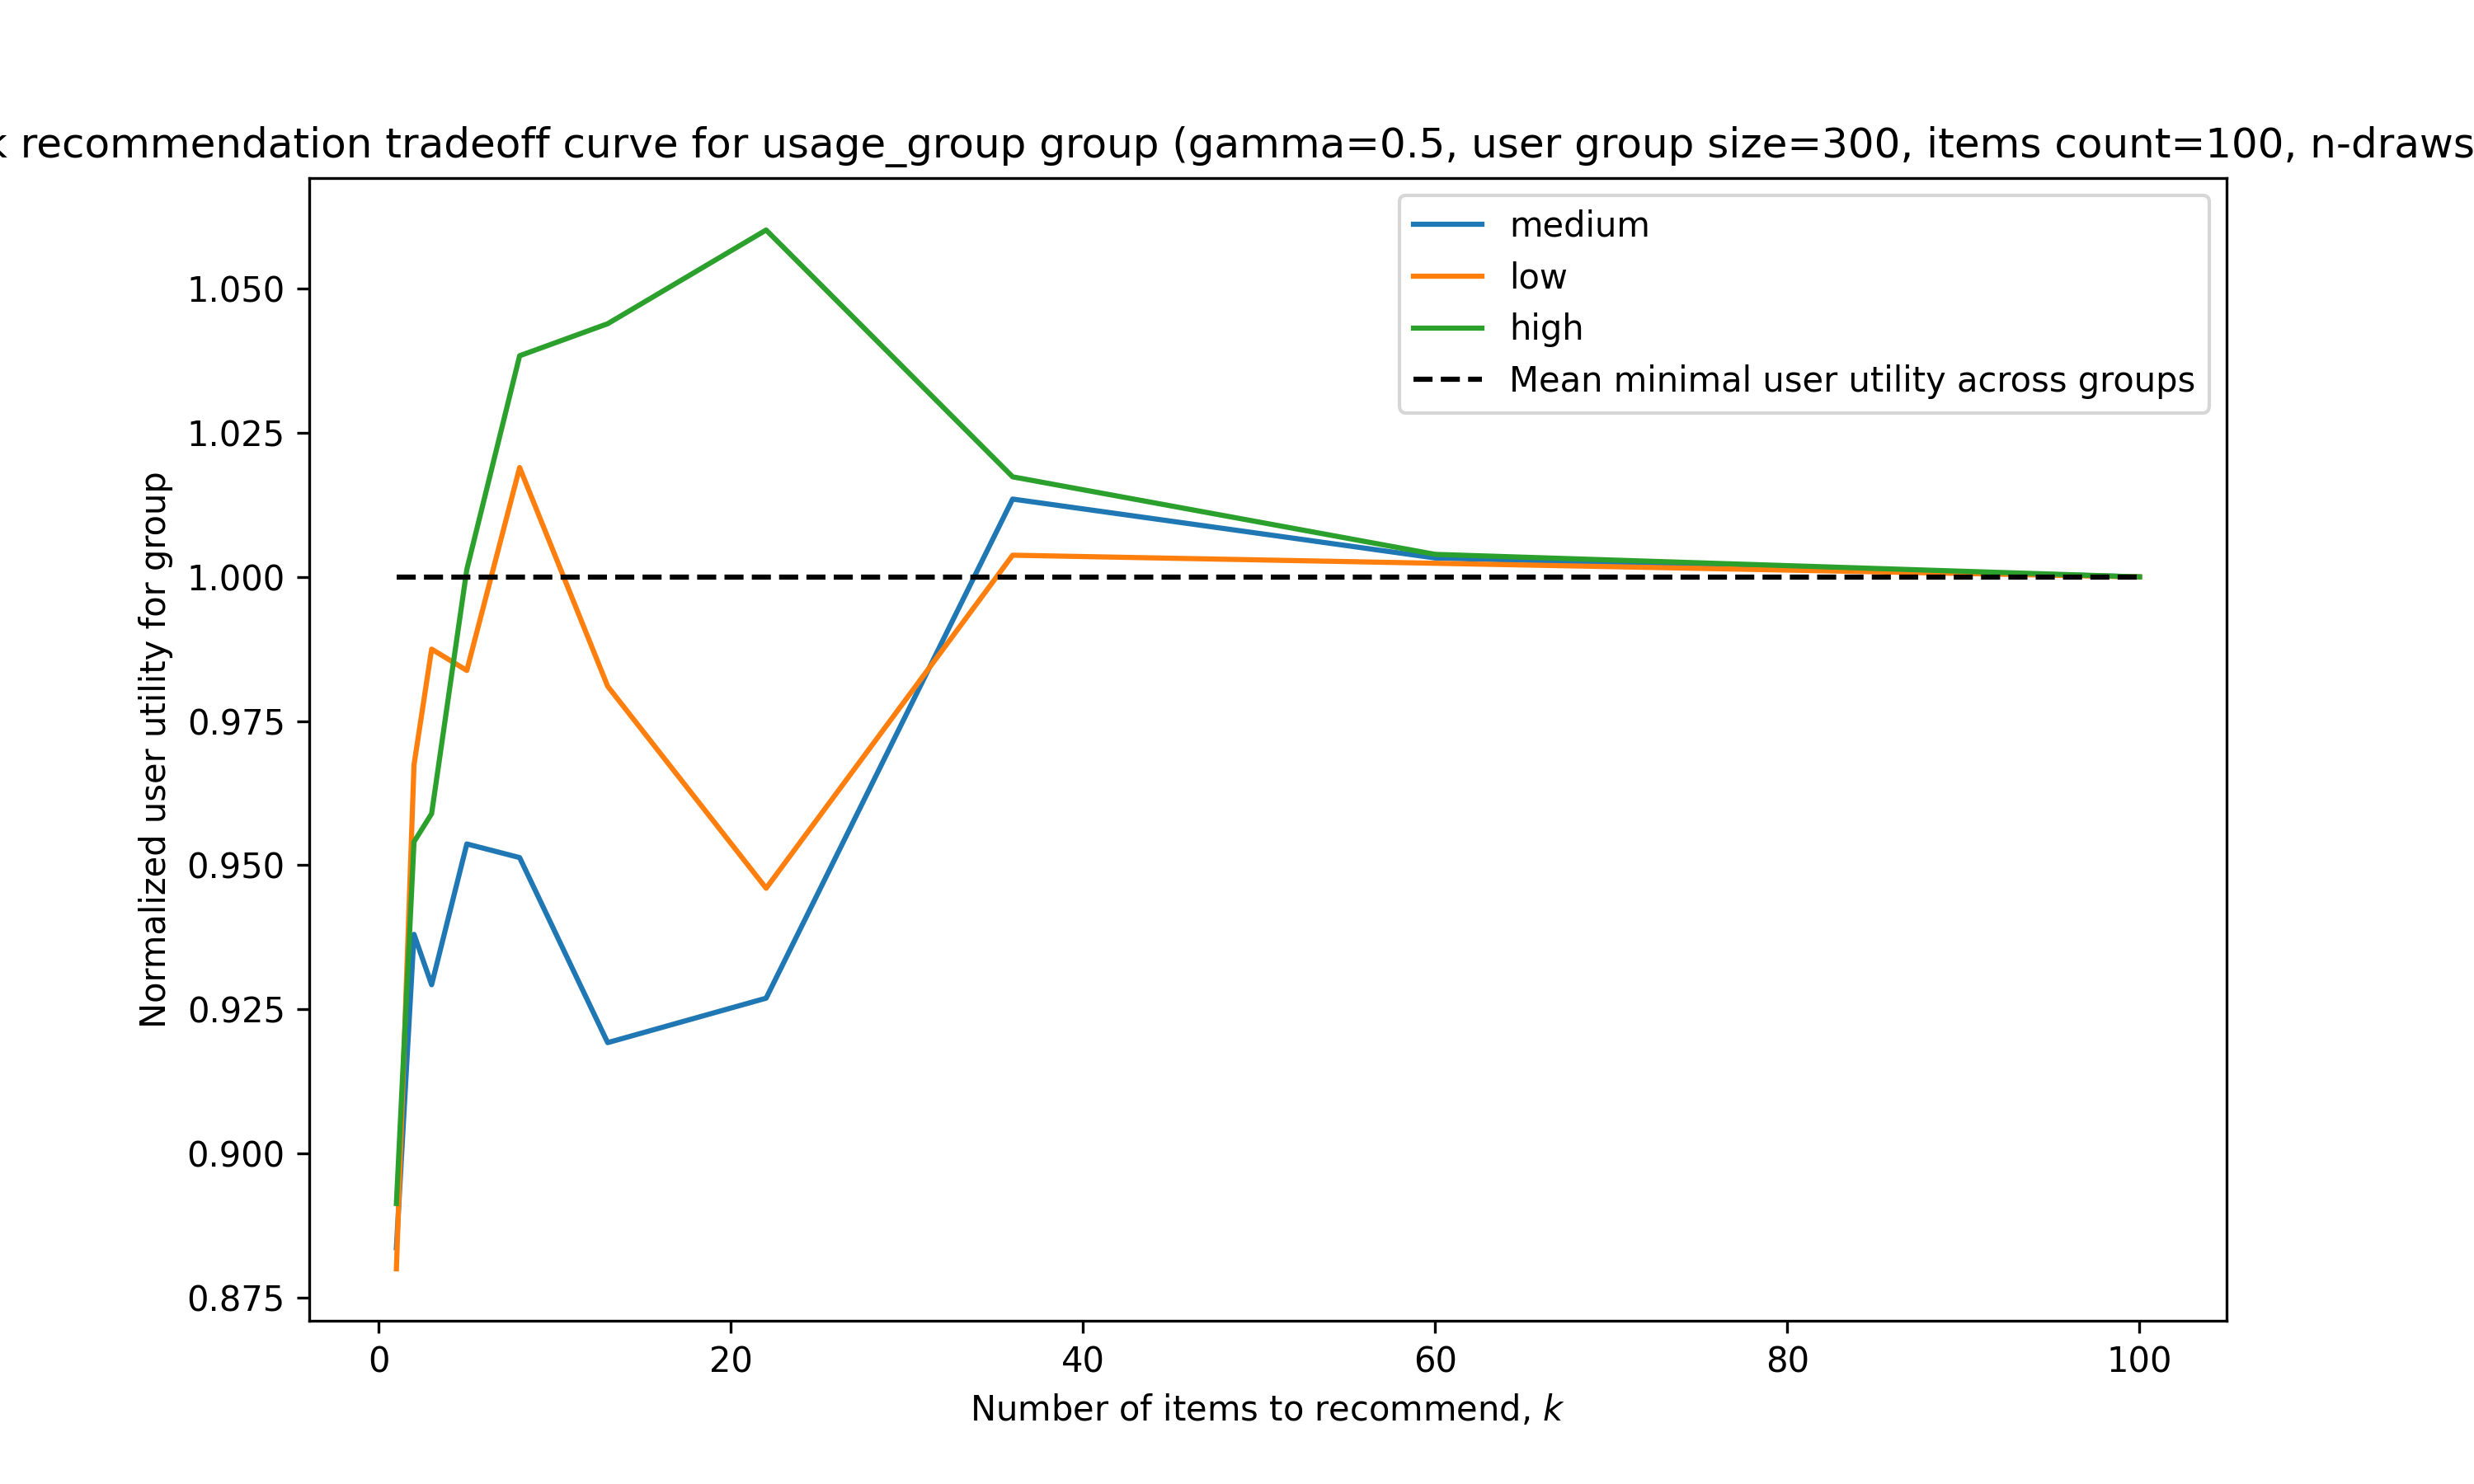 k recommendation tradeoff curve for usage_group group (gamma=0.5, user group size=300, items count=100, n-draws
medium
low
high
Mean minimal user utility across groups
Normalized user utility for group
1.050
1.025
1.000
0.975
0.950
0.925
0.900
0.875
0 20 40 60 80 100
Number of items to recommend, k